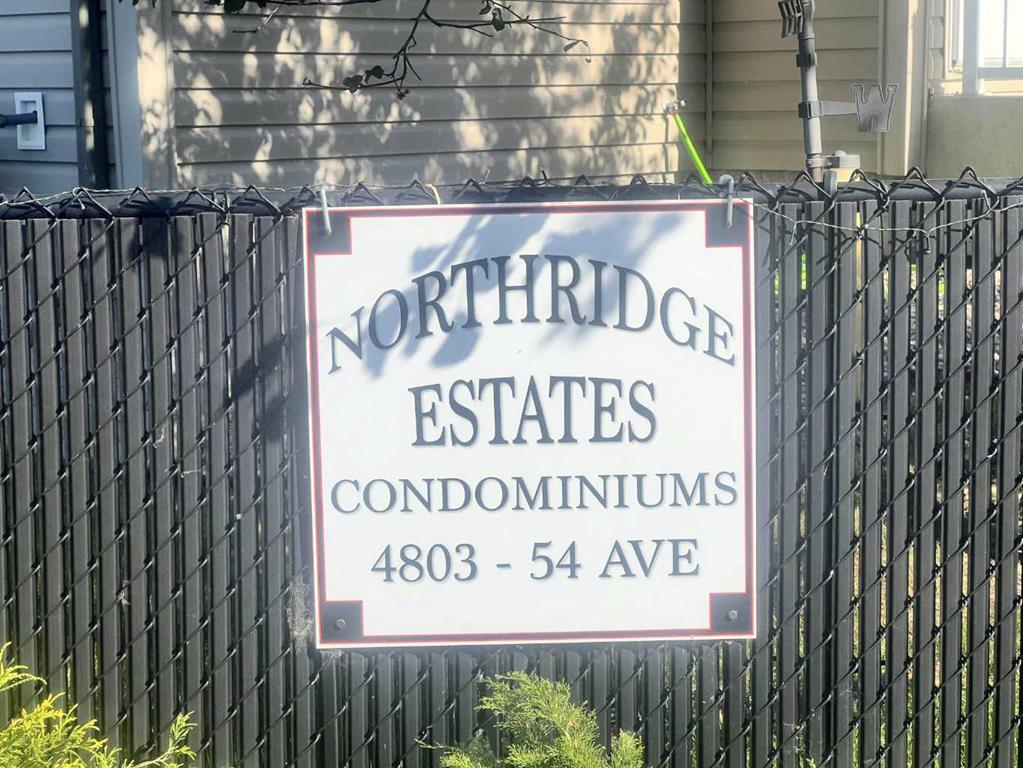 W
NORTHRIDGE
ESTATES
CONDOMINIUMS
4803 - 54 AVE